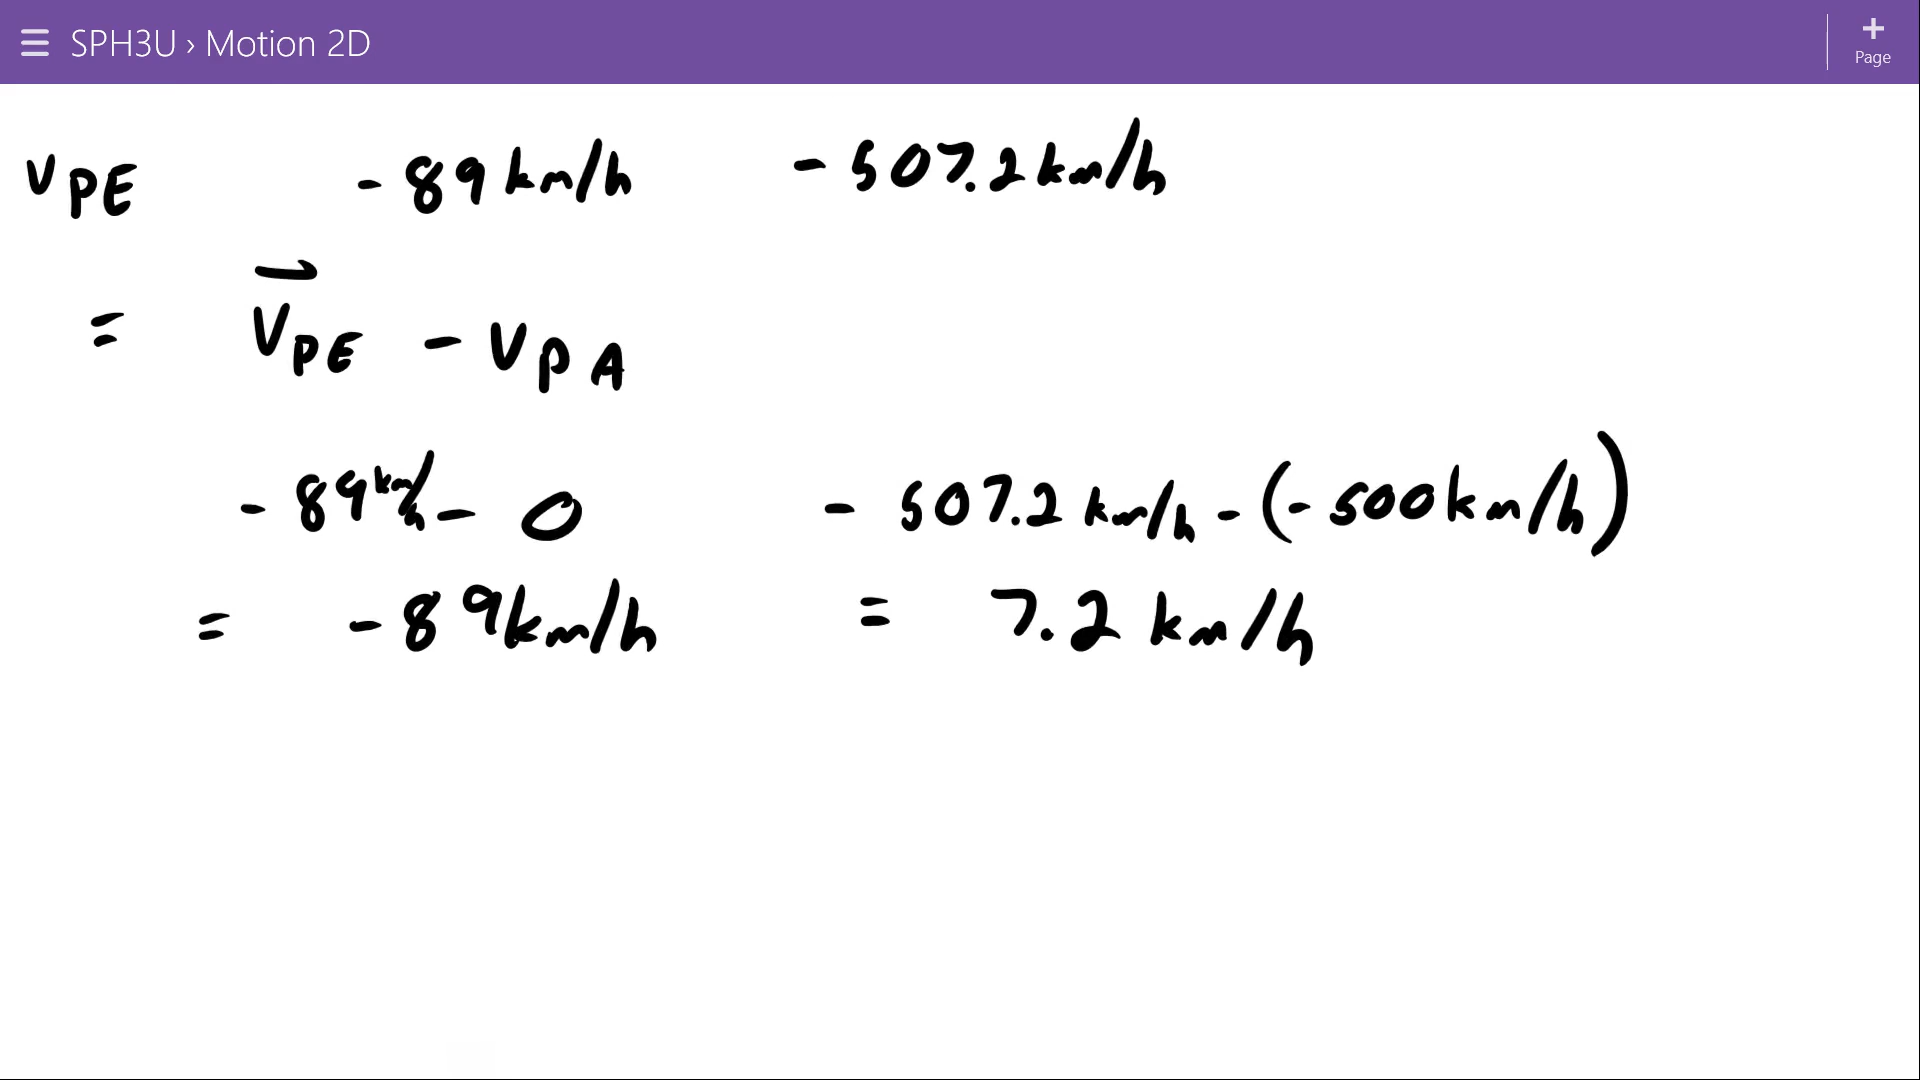 SPH3U › Motion 2D
+ Page
VPE - 89 km/h - 507.2 km/h
= VPE - VPA
- 89 km/h - 0 - 507.2 km/h - (- 500 km/h)
= - 89 km/h = 7.2 km/h